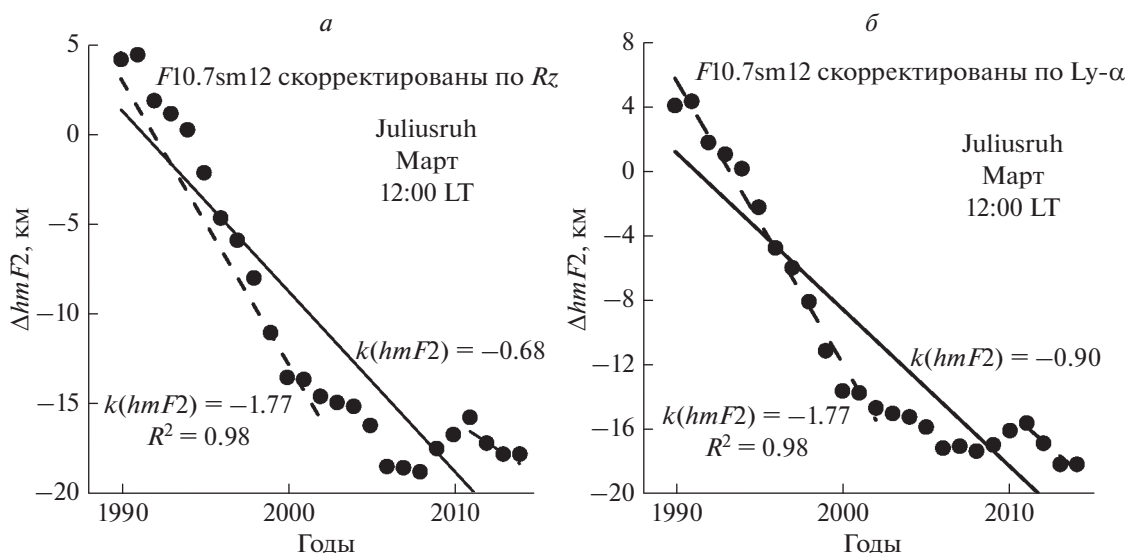 а
5
0
−5
−10
−15
−20
ΔhmF2, км
F10.7sm12 скорректированы по Rz
Juliusruh
Март
12:00 LT
k(hmF2) = −0.68
k(hmF2) = −1.77
R² = 0.98
1990
2000
2010
Годы
б
8
4
0
−4
−8
−12
−16
−20
ΔhmF2, км
F10.7sm12 скорректированы по Ly-α
Juliusruh
Март
12:00 LT
k(hmF2) = −0.90
k(hmF2) = −1.77
R² = 0.98
1990
2000
2010
Годы